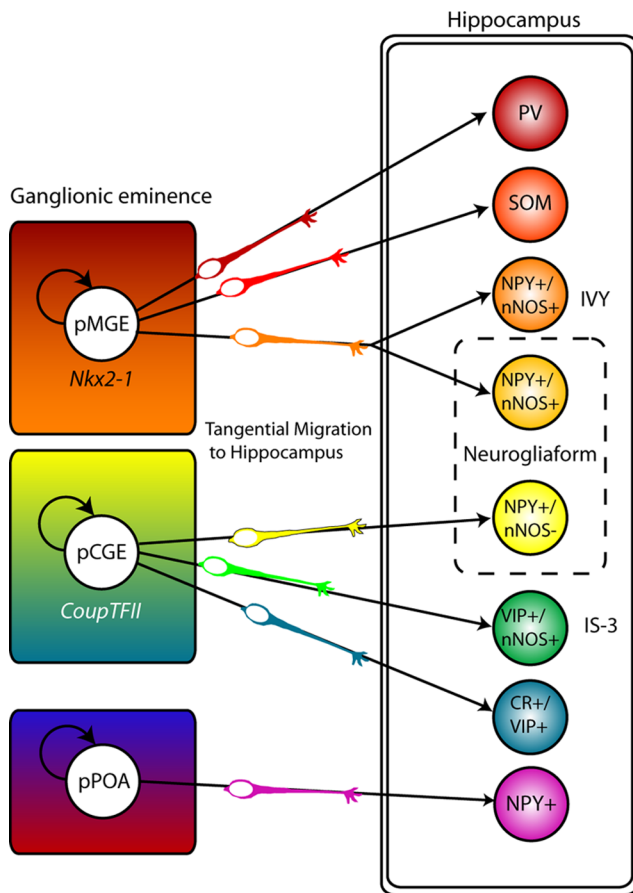 Hippocampus
PV
Ganglionic eminence
SOM
pMGE
Nkx2-1
NPY+/
nNOS+
IVY
NPY+/
nNOS+
Tangential Migration
to Hippocampus
Neurogliaform
NPY+/
nNOS-
pCGE
CoupTFII
VIP+/
nNOS+
IS-3
CR+/
VIP+
pPOA
NPY+